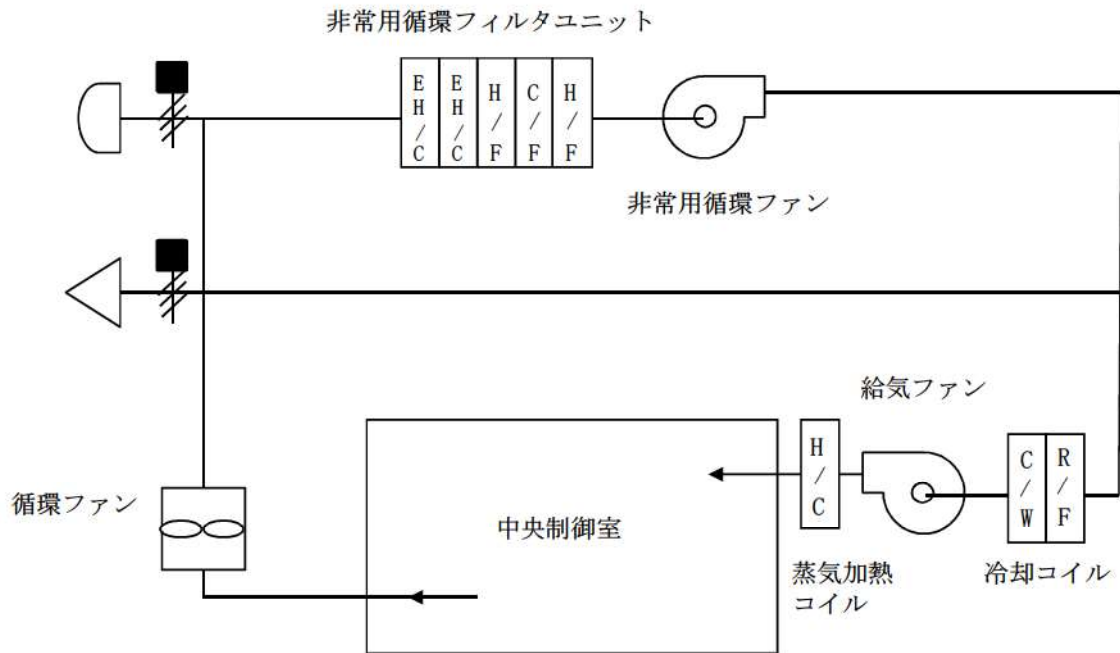 非常用循環フィルタユニット
EH/C
EH/C
H/F
C/F
H/F
非常用循環ファン
給気ファン
H/C
C/W
R/F
循環ファン
中央制御室
蒸気加熱
コイル
冷却コイル